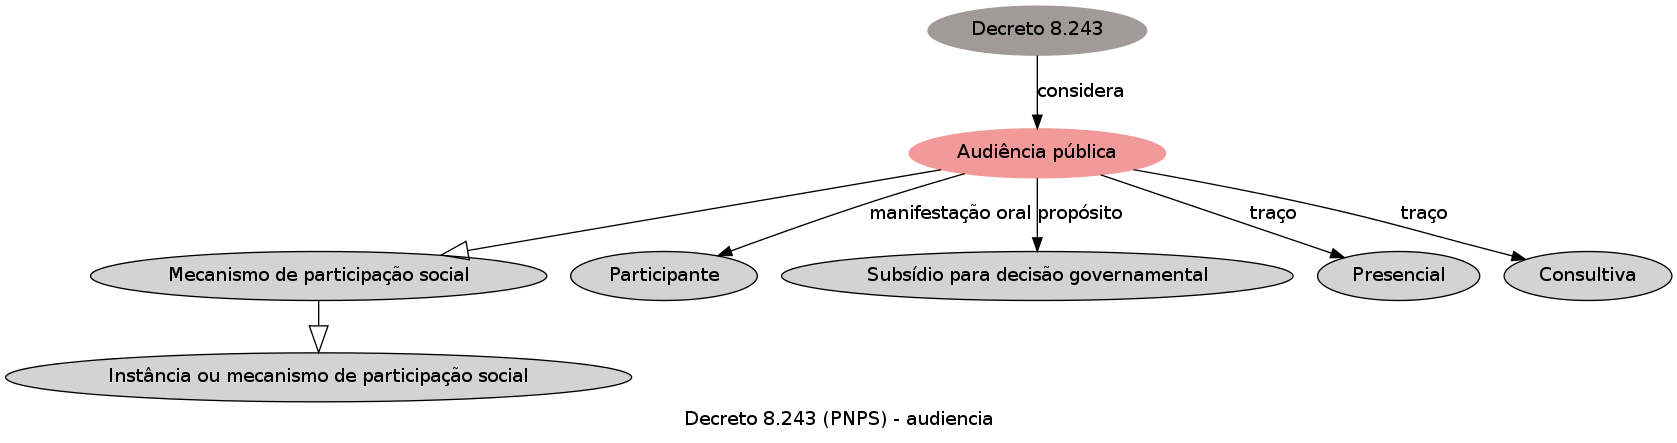 Decreto 8.243
considera
Audiência pública
manifestação oral
propósito
traço
traço
Mecanismo de participação social
Participante
Subsídio para decisão governamental
Presencial
Consultiva
Instância ou mecanismo de participação social
Decreto 8.243 (PNPS) - audiencia